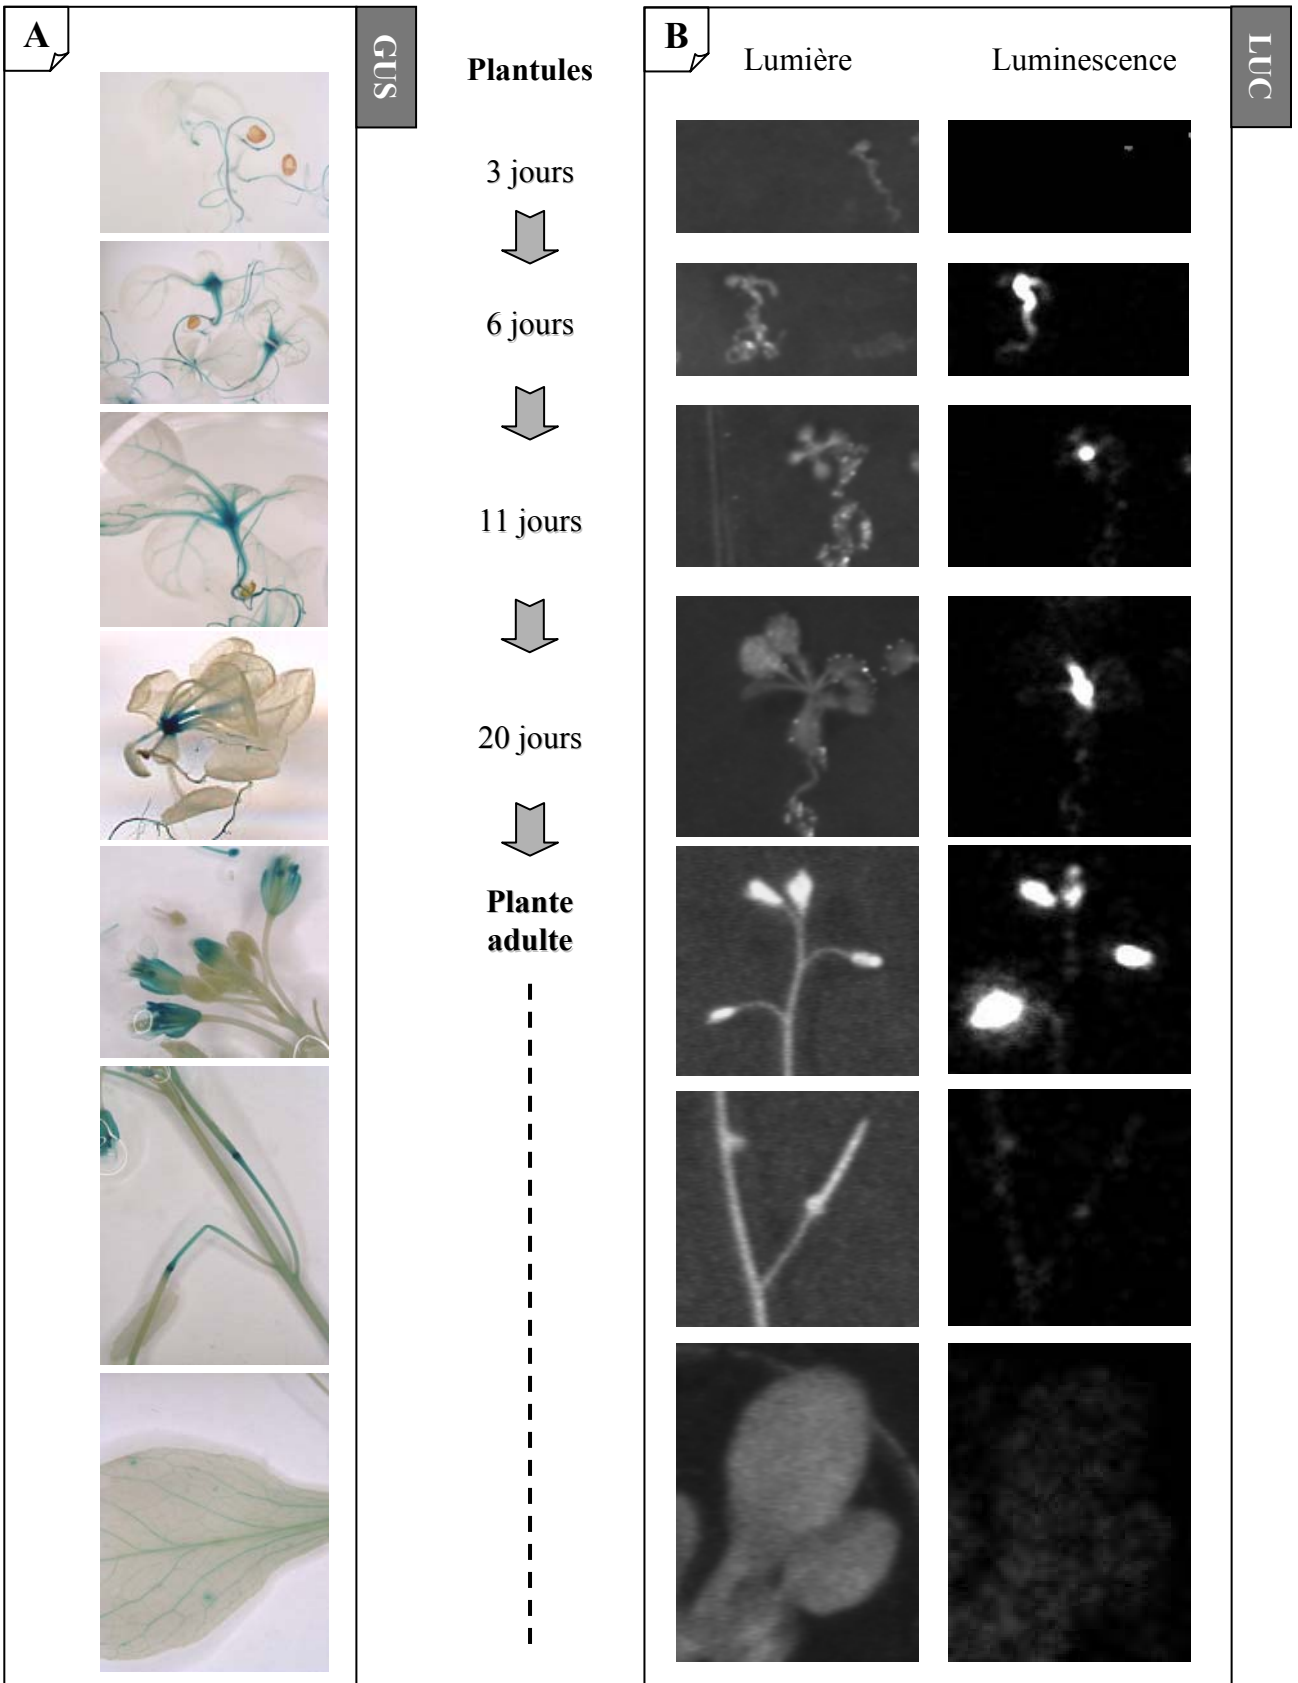 A
GUS
Plantules
B
Lumière
Luminescence
LUC
3 jours
6 jours
11 jours
20 jours
Plante
adulte